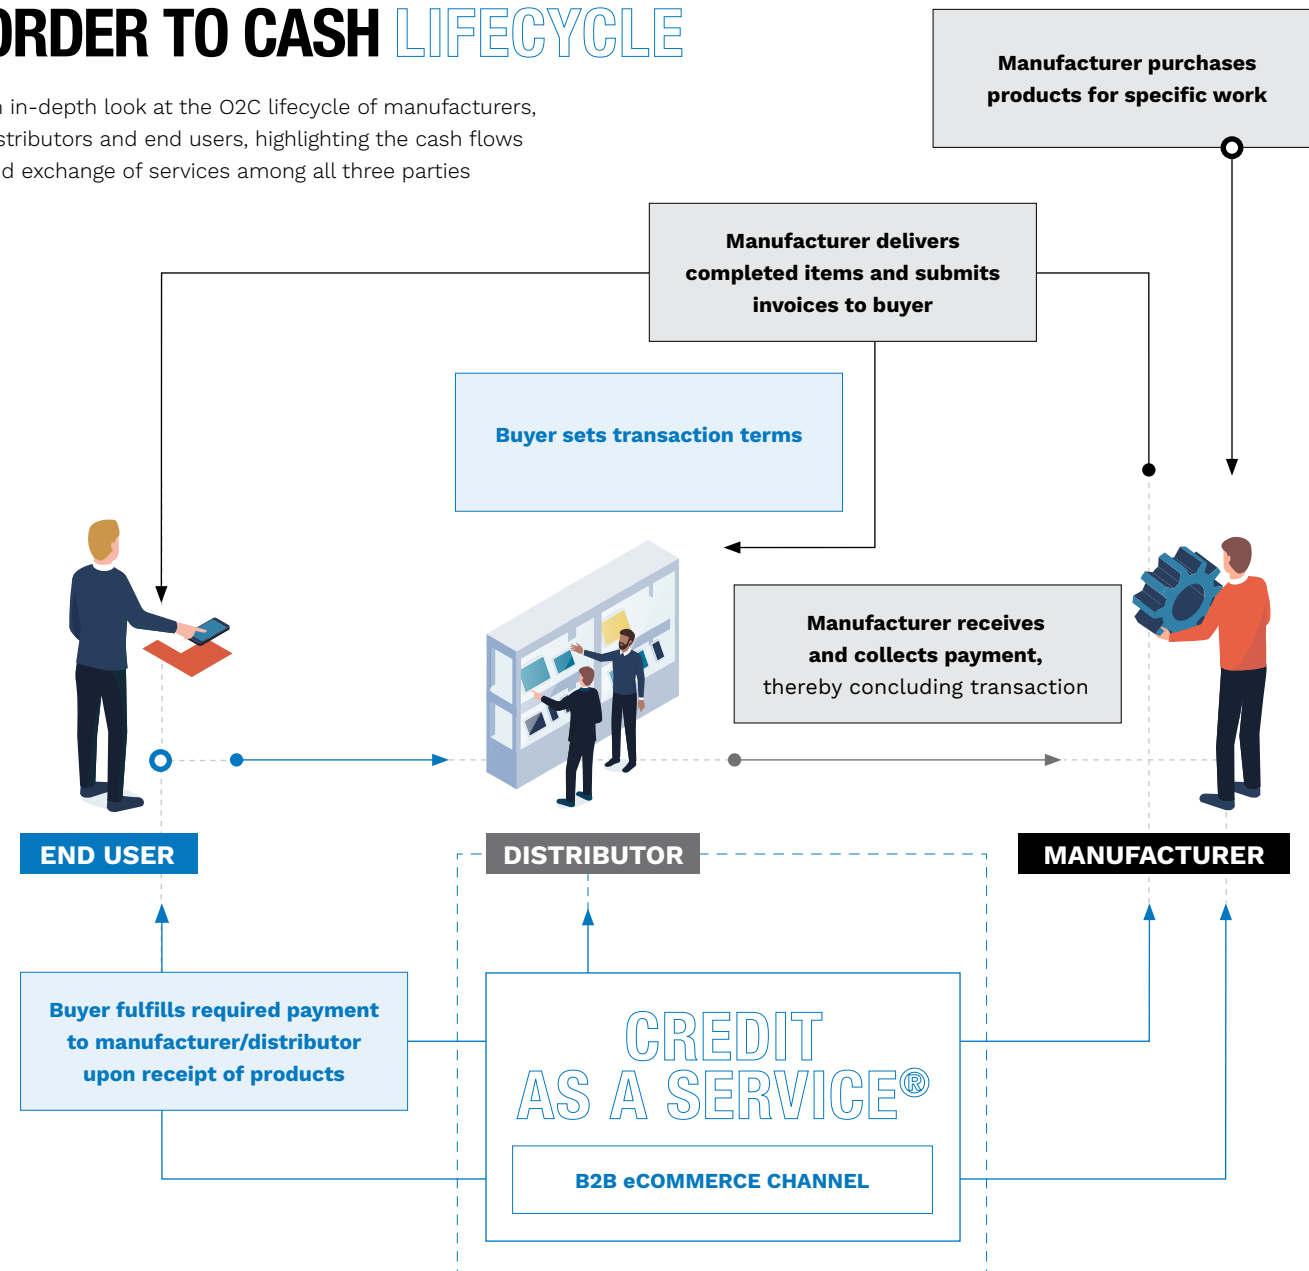 ORDER TO CASH LIFECYCLE
in-depth look at the O2C lifecycle of manufacturers,
distributors and end users, highlighting the cash flows
and exchange of services among all three parties
Manufacturer purchases
products for specific work
Manufacturer delivers
completed items and submits
invoices to buyer
Buyer sets transaction terms
Manufacturer receives
and collects payment,
thereby concluding transaction
END USER
DISTRIBUTOR
MANUFACTURER
Buyer fulfills required payment
to manufacturer/distributor
upon receipt of products
CREDIT
AS A SERVICE®
B2B eCOMMERCE CHANNEL